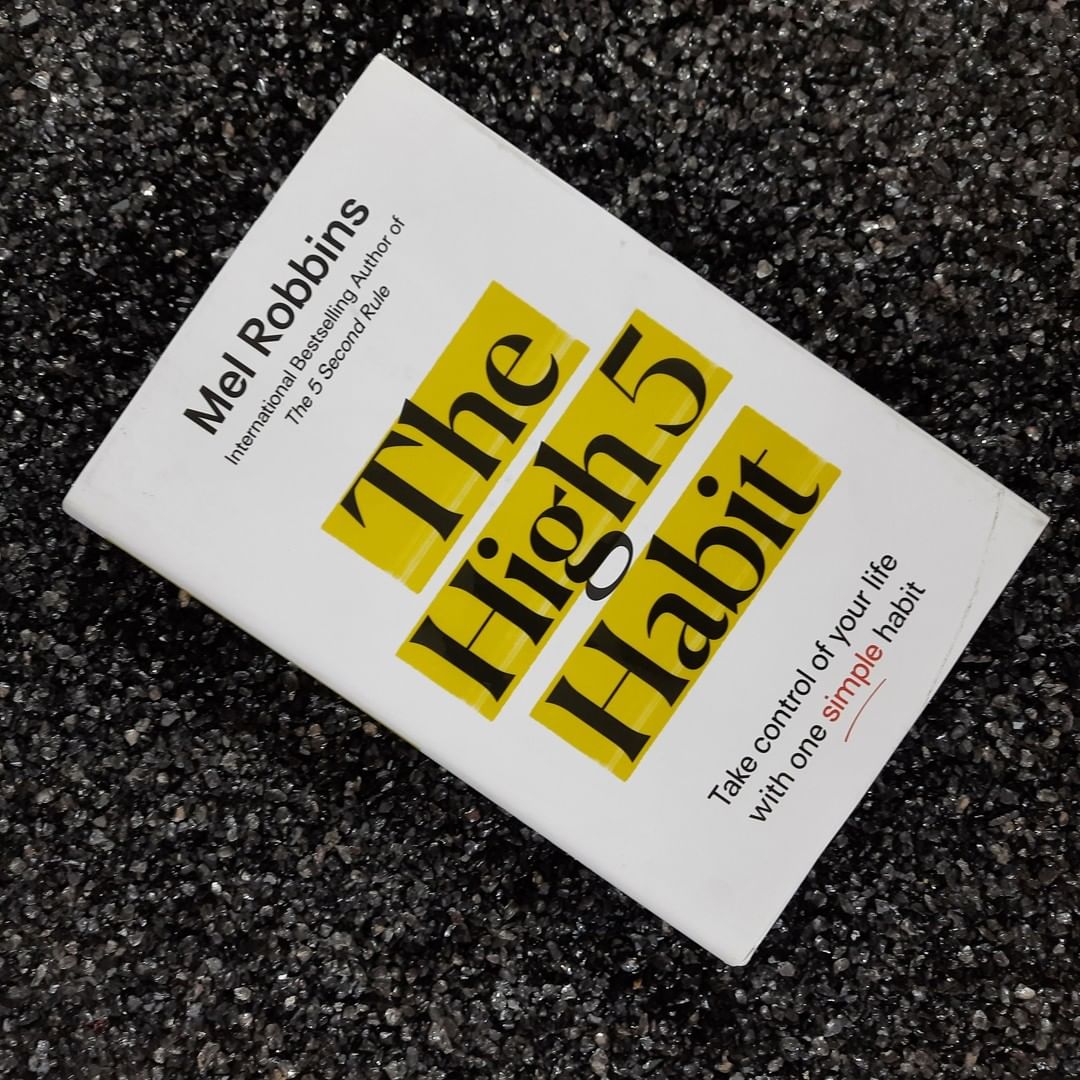 Mel Robbins
International Bestselling Author of
The 5 Second Rule
The
High 5
Habit
Take control of your life
with one simple habit